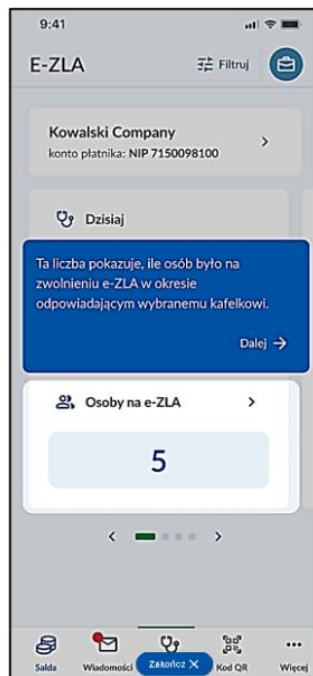 9:41
E-ZLA
Filtruj
Kowalski Company
konto płatnika: NIP 7150098100
Dzisiaj
Ta liczba pokazuje, ile osób było na
zwolnieniu e-ZLA w okresie
odpowiadającym wybranemu kafelkowi.
Dalej
Osoby na e-ZLA
5
Salda
Wiadomości
Zakończ
Kod QR
Więcej